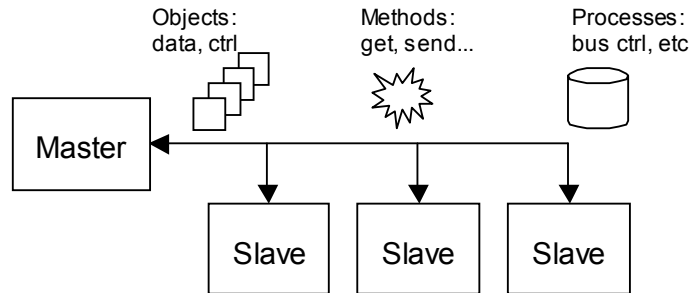 Objects:
data, ctrl
Methods:
get, send...
Processes:
bus ctrl, etc
Master
Slave
Slave
Slave